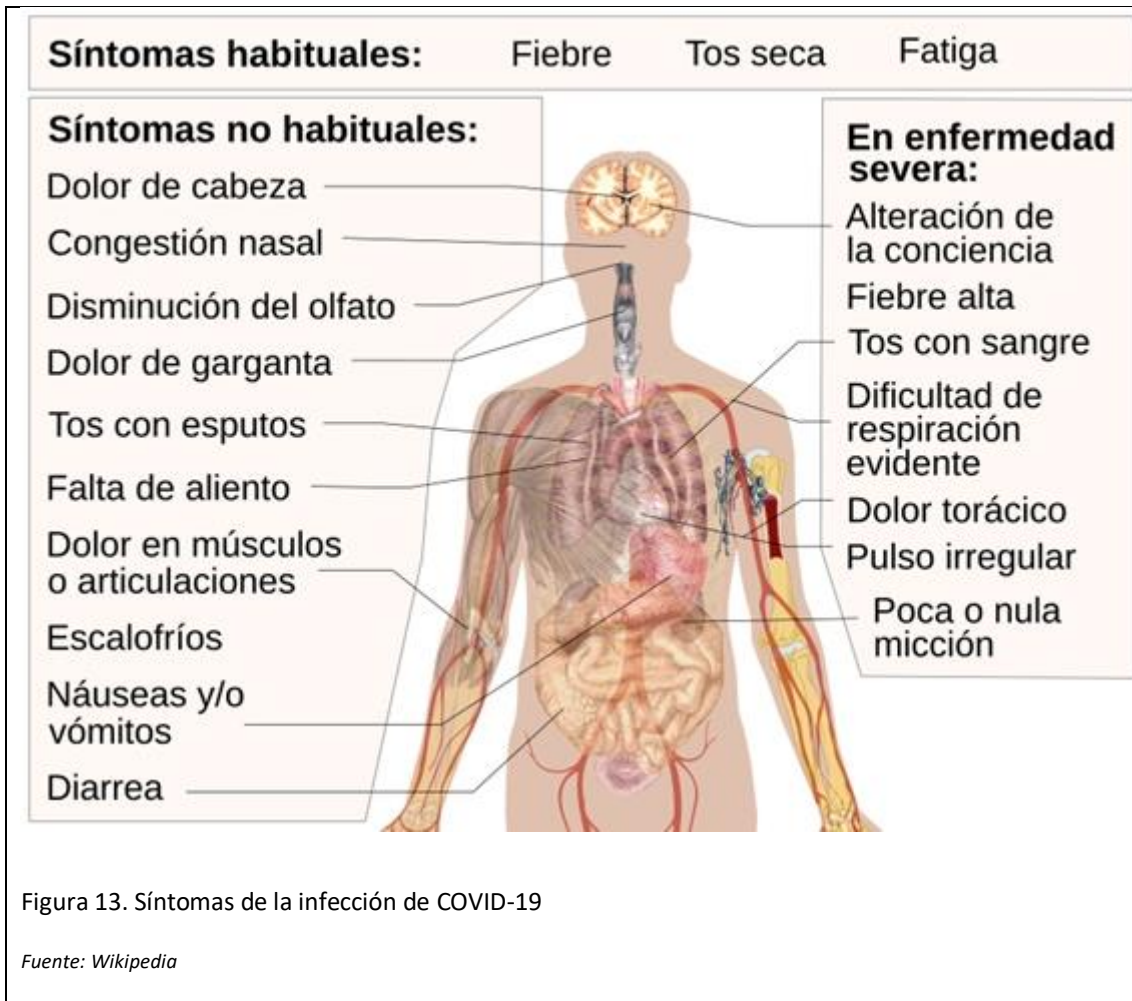 Síntomas habituales: Fiebre Tos seca Fatiga
Síntomas no habituales:
Dolor de cabeza
Congestión nasal
Disminución del olfato
Dolor de garganta
Tos con esputos
Falta de aliento
Dolor en músculos
o articulaciones
Escalofríos
Náuseas y/o
vómitos
Diarrea
En enfermedad
severa:
Alteración de
la conciencia
Fiebre alta
Tos con sangre
Dificultad de
respiración
evidente
Dolor torácico
Pulso irregular
Poca o nula
micción
Figura 13. Síntomas de la infección de COVID-19
Fuente: Wikipedia